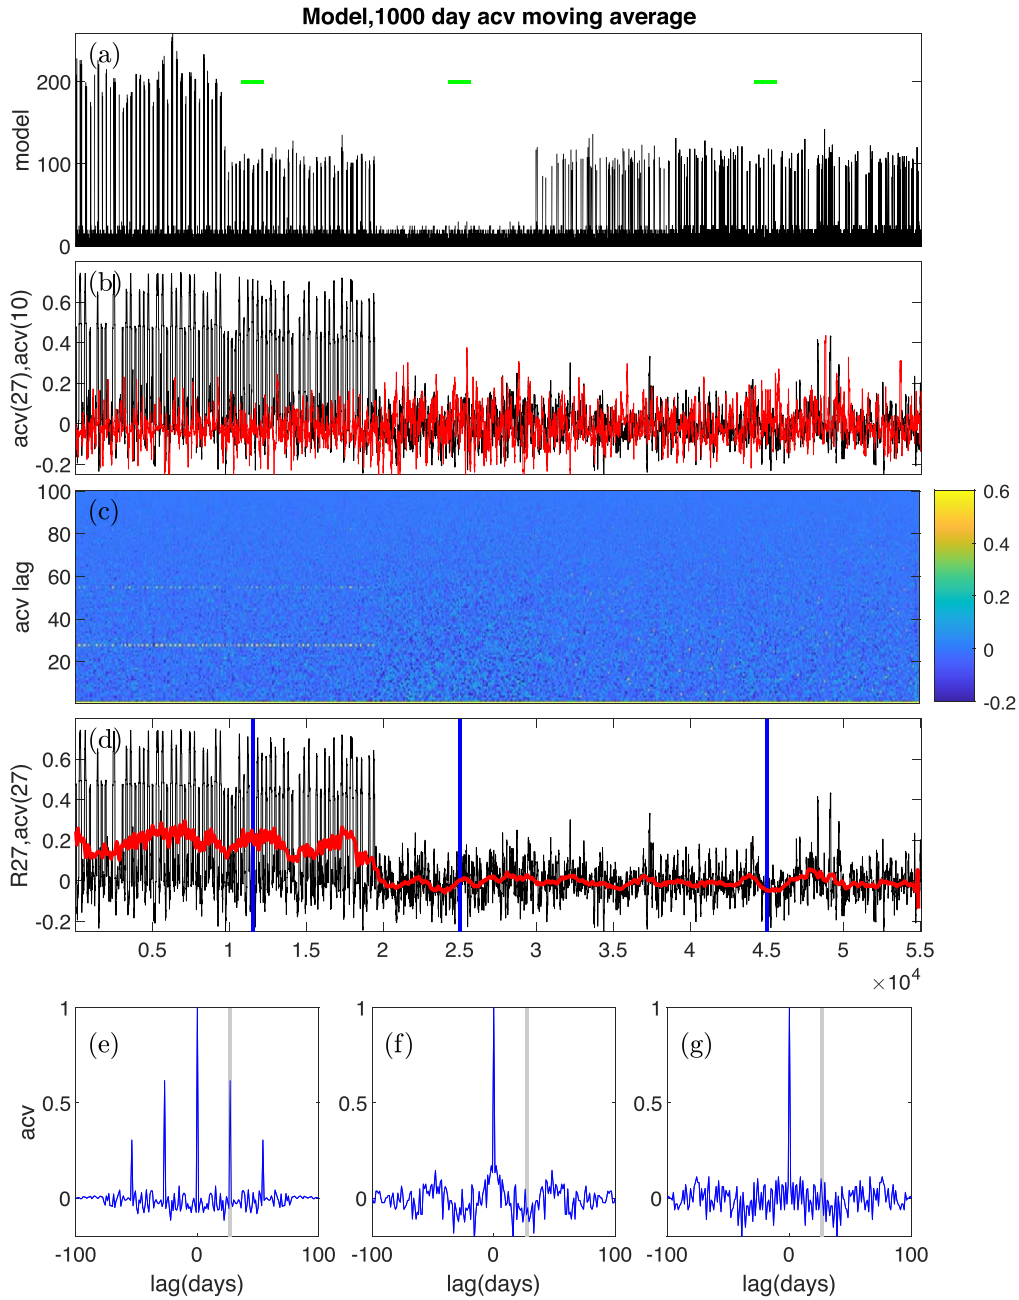 Model,1000 day acv moving average
(a)
200
100
0
model
(b)
0.6
0.4
0.2
0
-0.2
acv(27),acv(10)
(c)
100
80
60
40
20
acv lag
0.6
0.4
0.2
0
-0.2
(d)
0.6
0.4
0.2
0
-0.2
R27,acv(27)
0.5 1 1.5 2 2.5 3 3.5 4 4.5 5 5.5
×10⁴
(e)
1
0.5
0
acv
-100 0 100
lag(days)
(f)
1
0.5
0
-100 0 100
lag(days)
(g)
1
0.5
0
-100 0 100
lag(days)